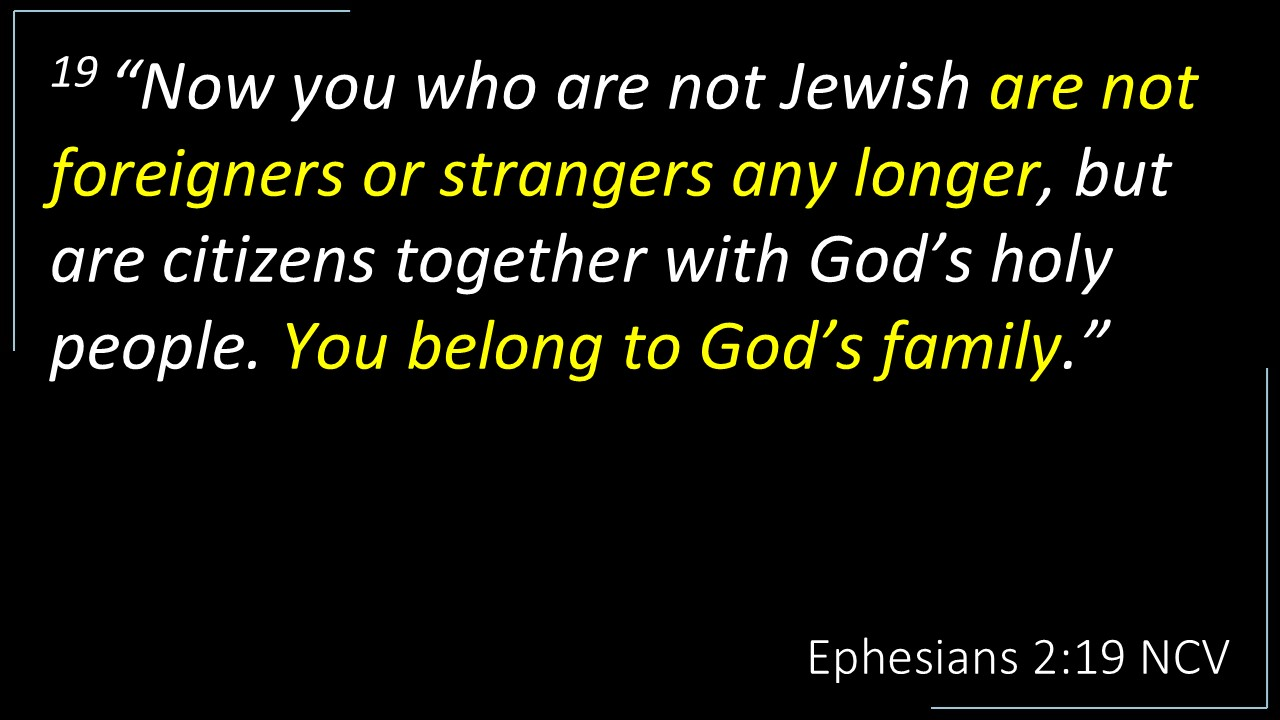 19 “Now you who are not Jewish are not
foreigners or strangers any longer, but
are citizens together with God’s holy
people. You belong to God’s family.”
Ephesians 2:19 NCV